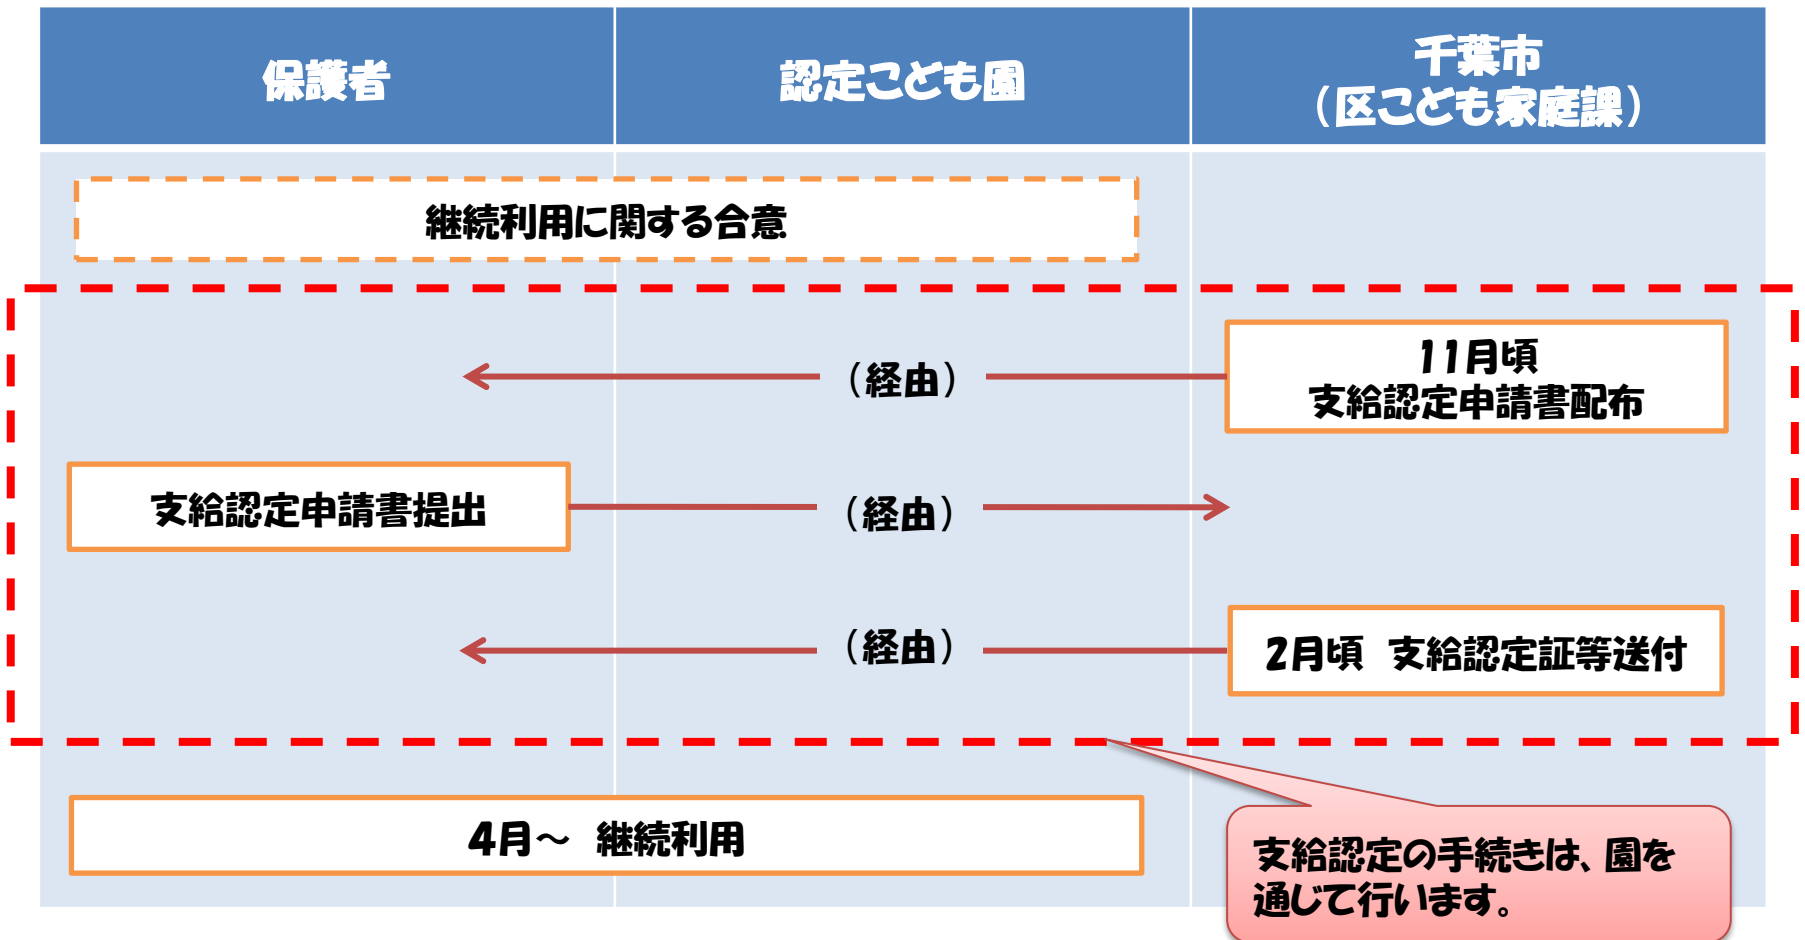 保護者
認定こども園
千葉市
（区こども家庭課）
継続利用に関する合意
11月頃
支給認定申請書配布
（経由）
支給認定申請書提出
（経由）
2月頃　支給認定証等送付
（経由）
4月～　継続利用
支給認定の手続きは、園を
通じて行います。